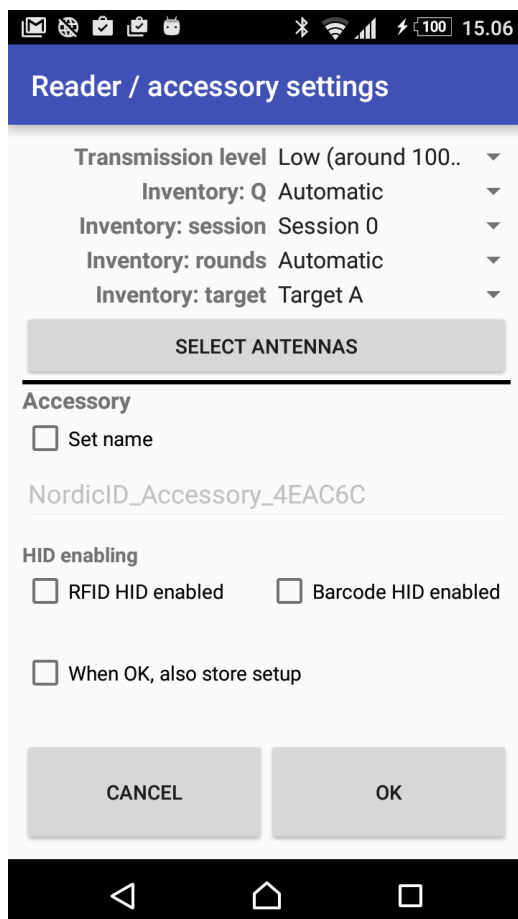 100 15.06
Reader / accessory settings
Transmission level Low (around 100..
Inventory: Q Automatic
Inventory: session Session 0
Inventory: rounds Automatic
Inventory: target Target A
SELECT ANTENNAS
Accessory
Set name
NordicID_Accessory_4EAC6C
HID enabling
RFID HID enabled Barcode HID enabled
When OK, also store setup
CANCEL OK